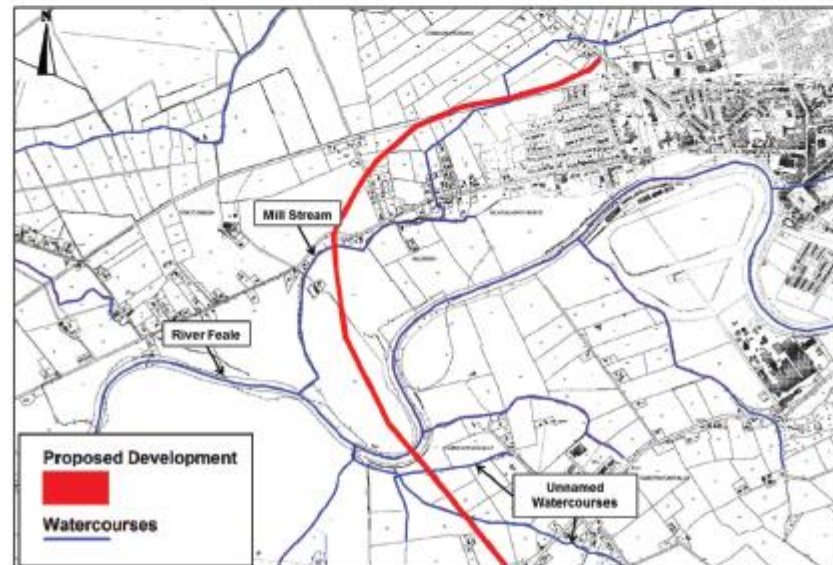 N
Mill Stream
River Feale
Proposed Development
Watercourses
Unnamed
Watercourses